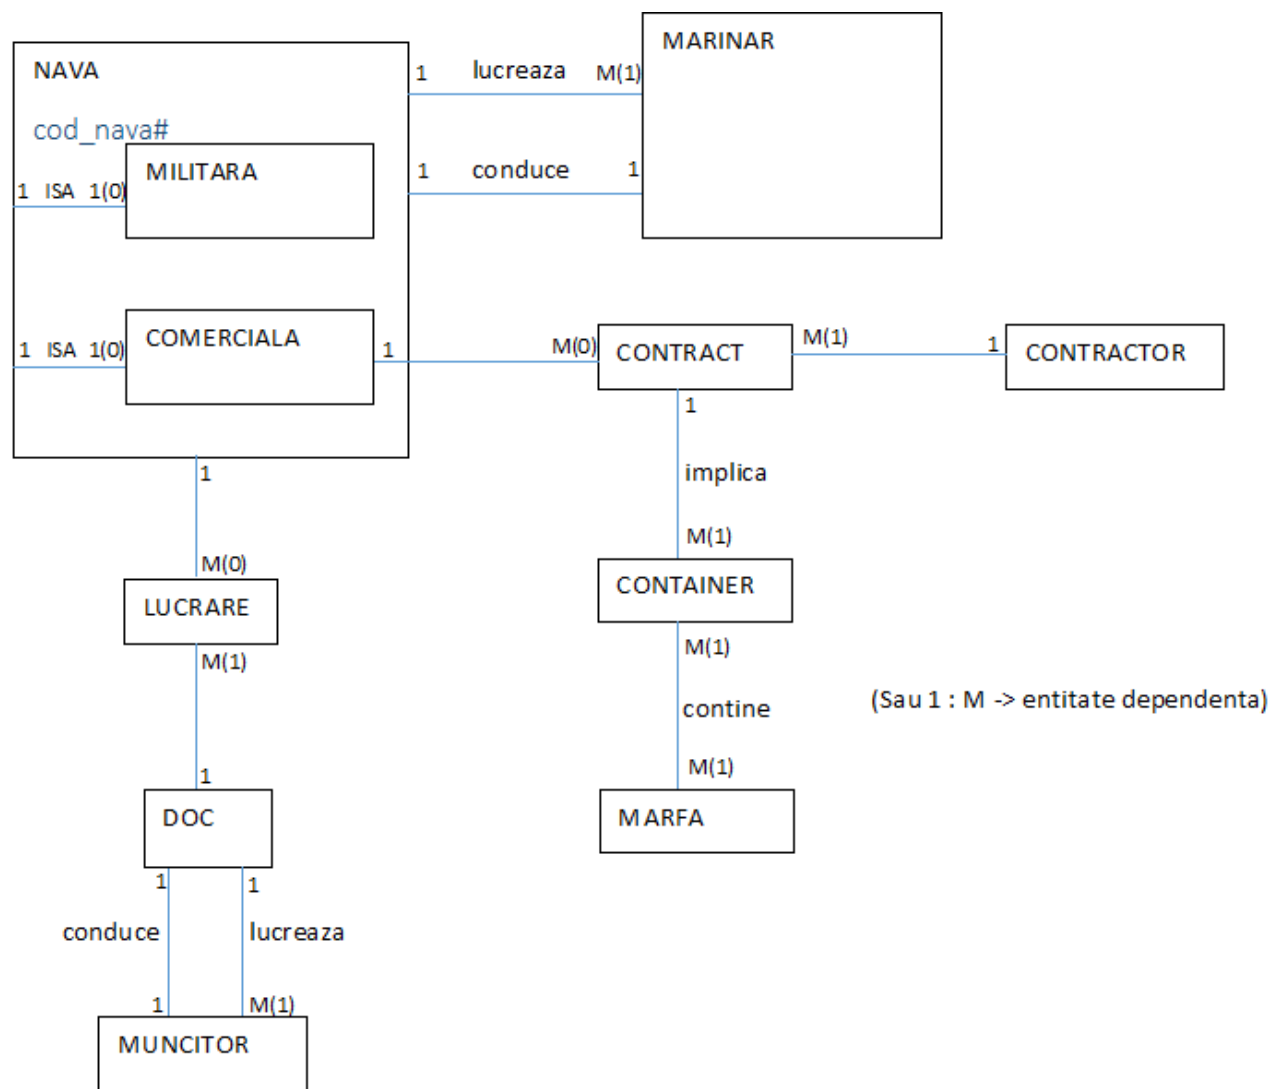 MARINAR
NAVA
1 lucreaza M(1)
cod_nava#
MILITARA
1 conduce 1
1 ISA 1(0)
COMERCIALA
1 ISA 1(0)
1
M(0)
CONTRACT
M(1)
1
CONTRACTOR
1
implica
M(1)
CONTAINER
M(1)
contine
(Sau 1 : M -> entitate dependenta)
M(1)
MARFA
1
M(0)
LUCRARE
M(1)
1
DOC
1 1
conduce lucreaza
1 M(1)
MUNCITOR